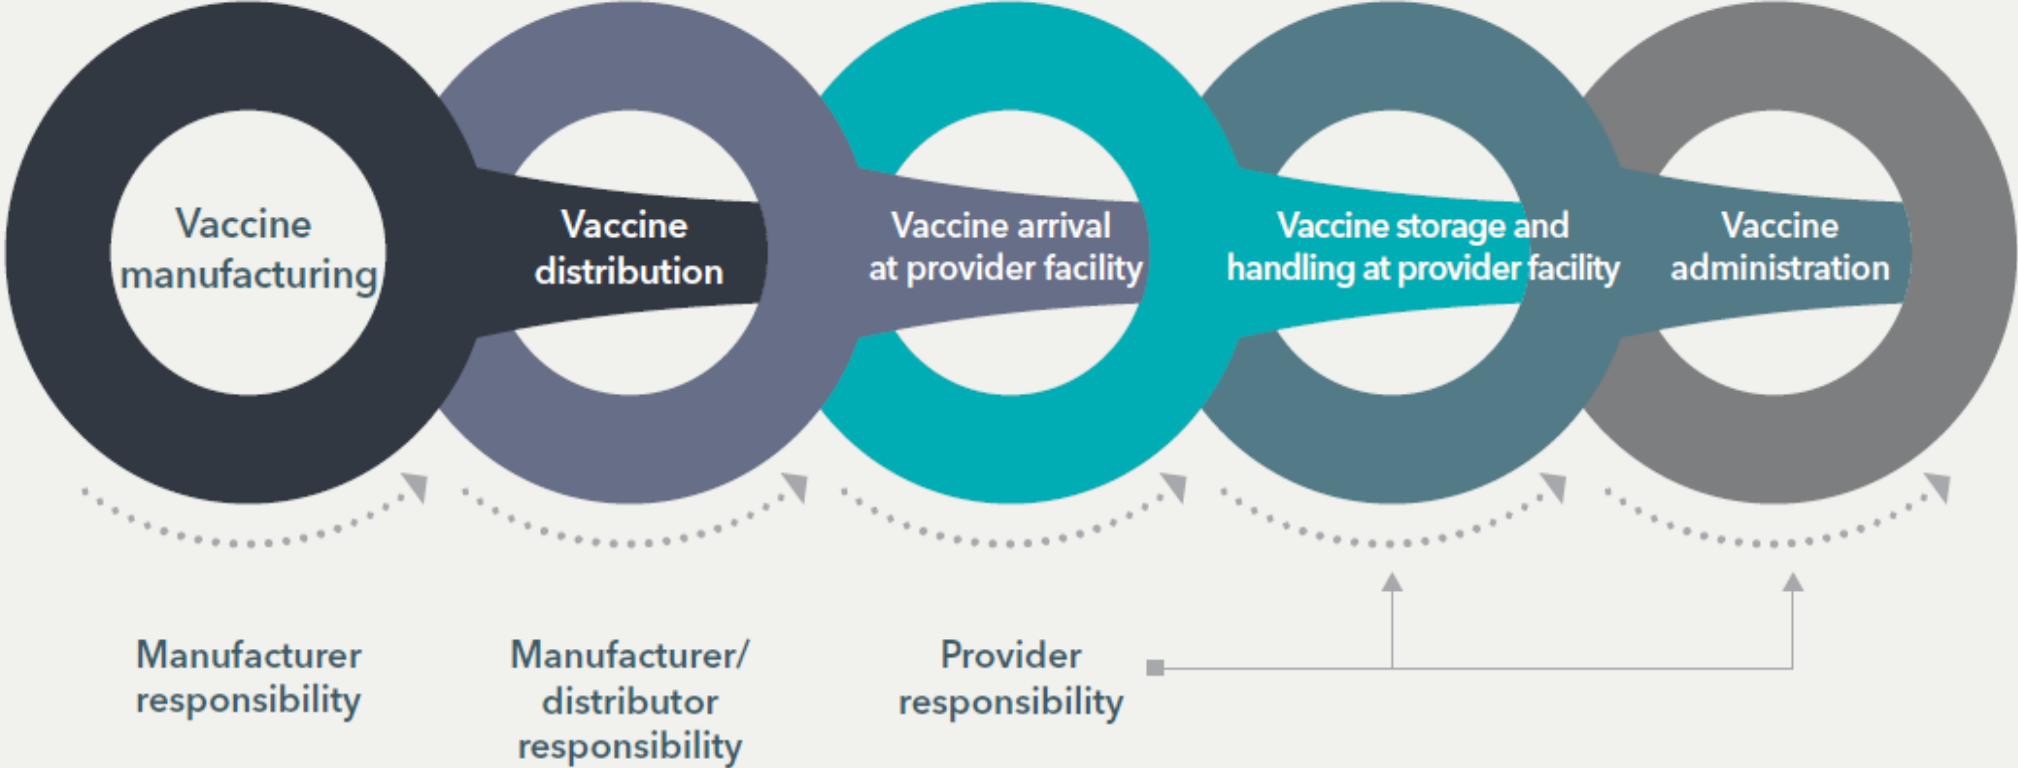 Vaccine
manufacturing
Vaccine
distribution
Vaccine arrival
at provider facility
Vaccine storage and
handling at provider facility
Vaccine
administration
Manufacturer
responsibility
Manufacturer/
distributor
responsibility
Provider
responsibility